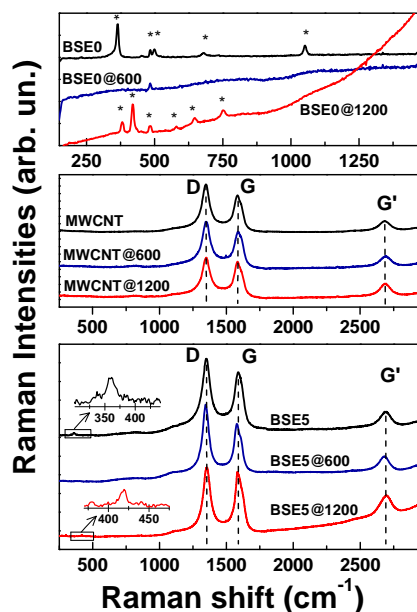 Raman Intensities (arb. un.)
* * * * *
BSE0
BSE0@600
* * * * * *
BSE0@1200
250 500 750 1000 1250
D G G'
MWCNT
MWCNT@600
MWCNT@1200
500 1000 1500 2000 2500
D G G'
BSE5
350 400
BSE5@600
400 450
BSE5@1200
500 1000 1500 2000 2500
Raman shift (cm-1)